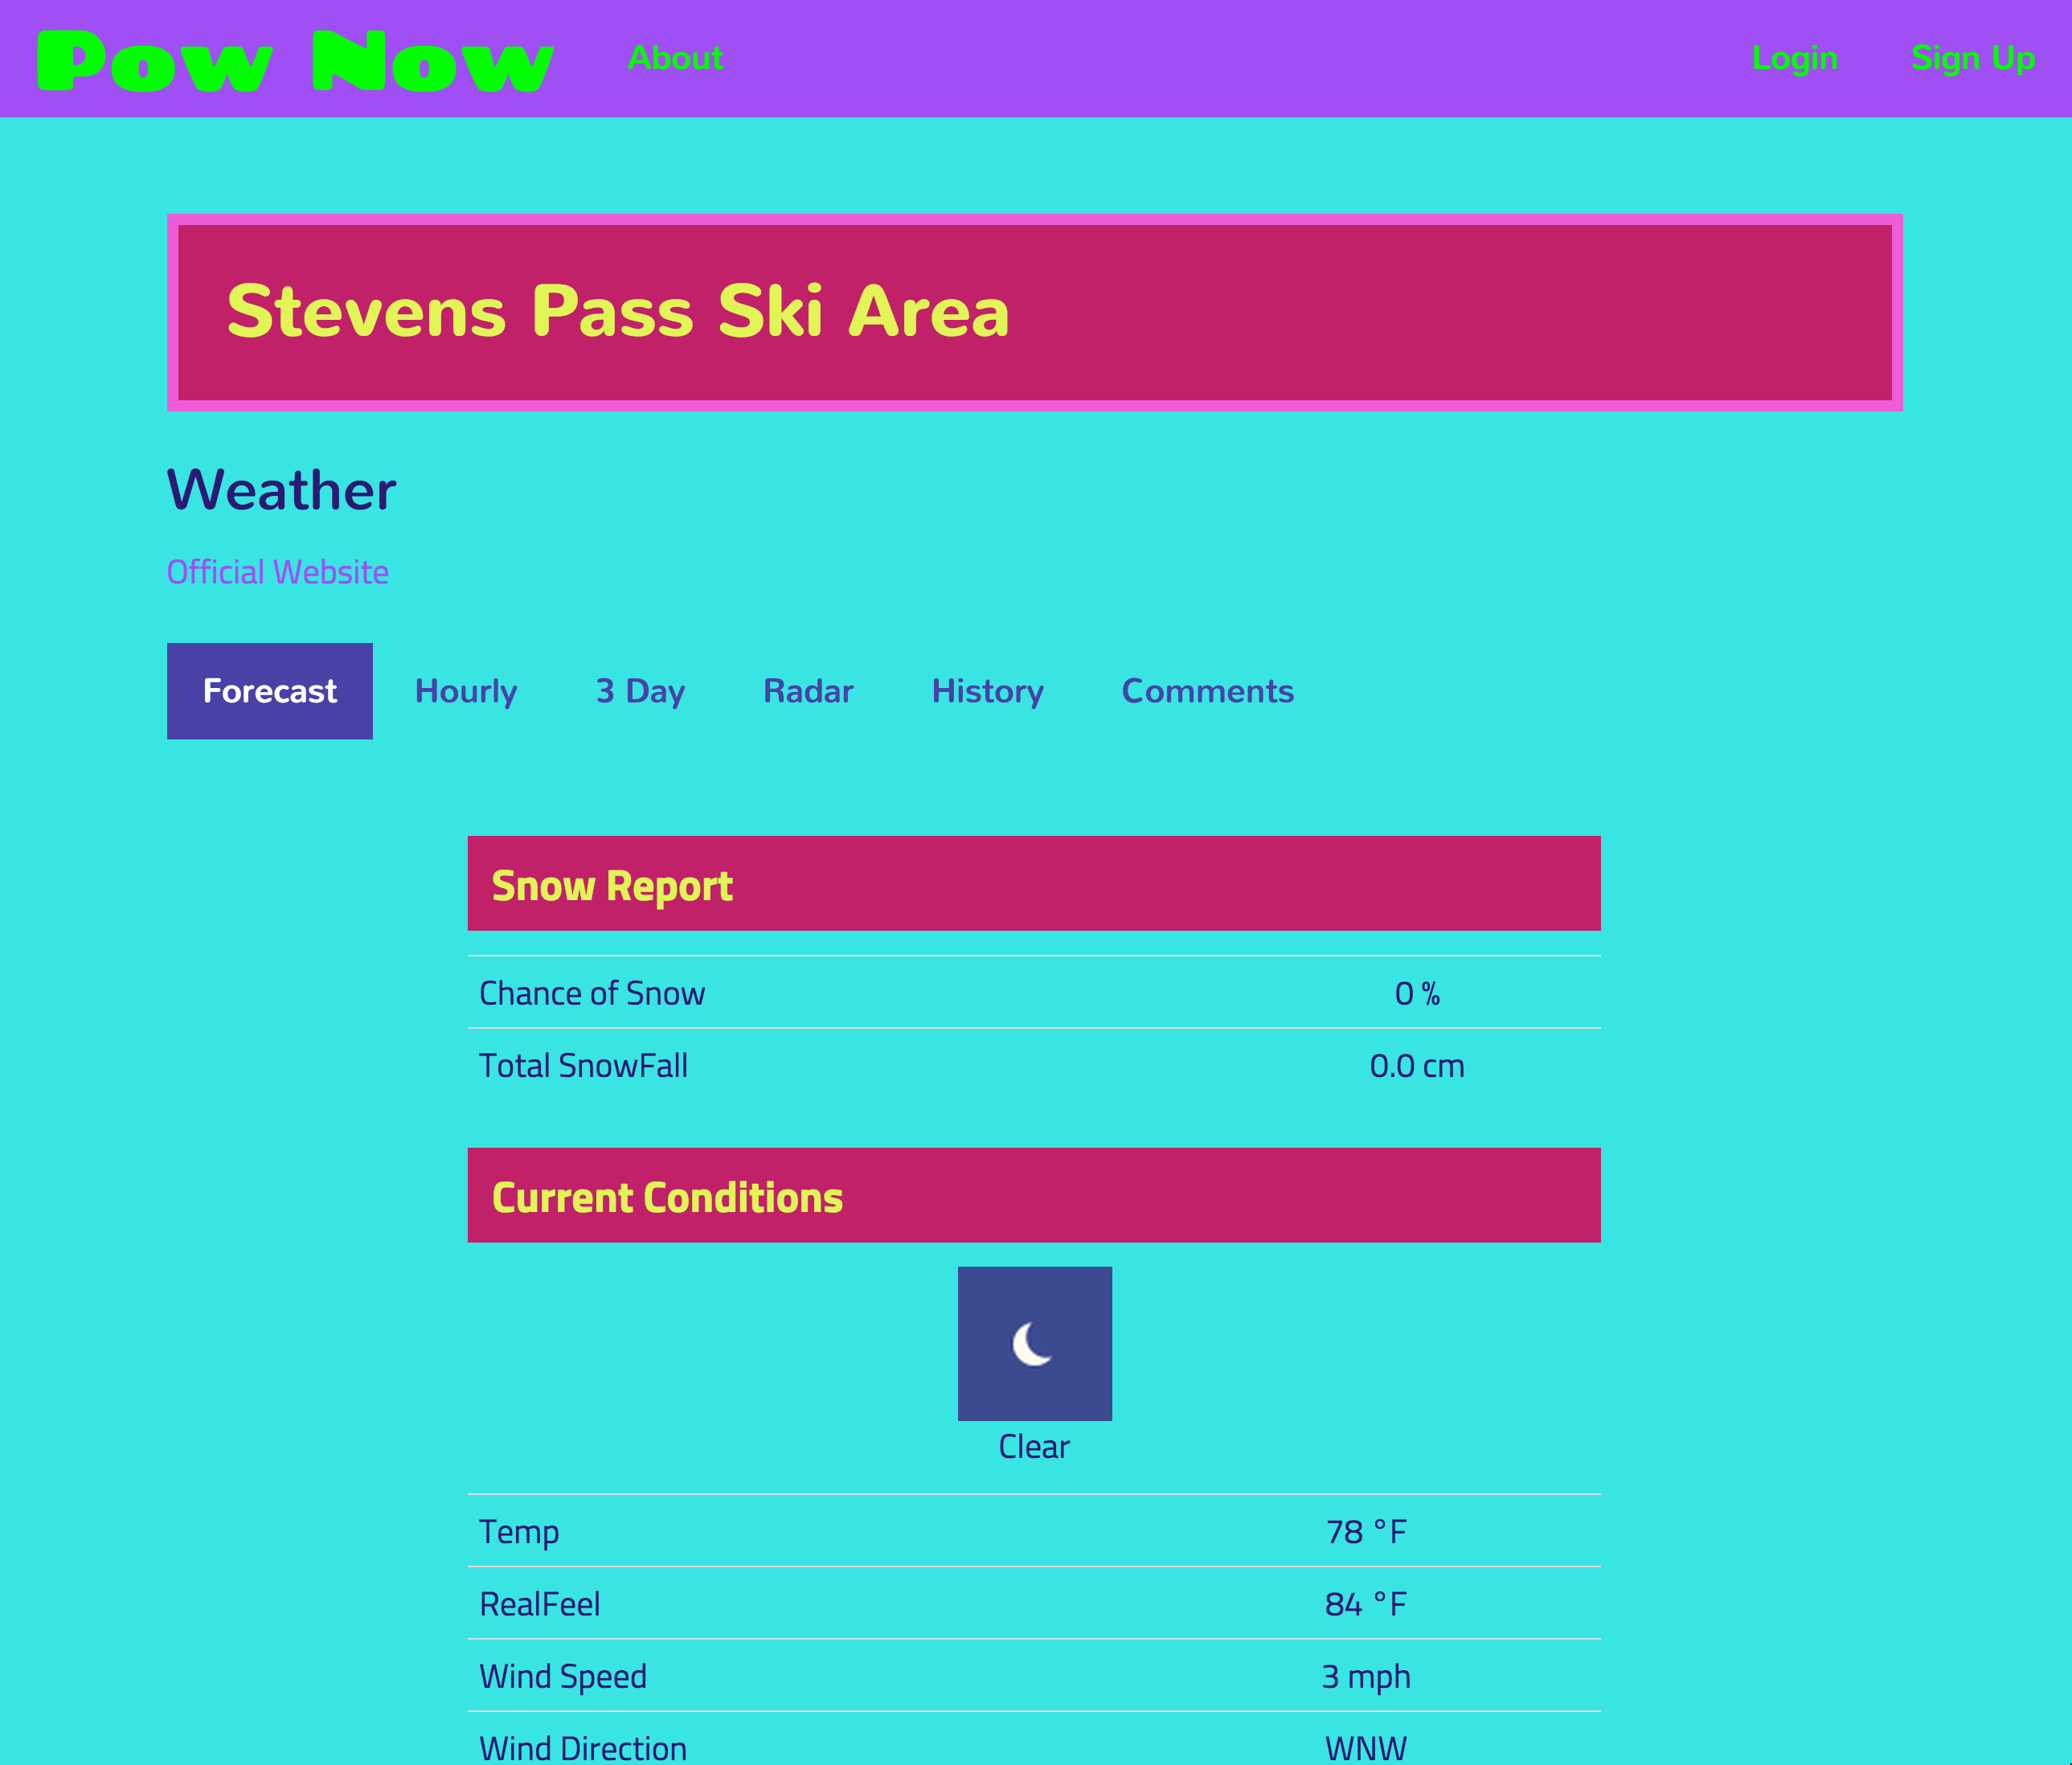 Pow Now About Login Sign Up
Stevens Pass Ski Area
Weather
Official Website
Forecast Hourly 3 Day Radar History Comments
Snow Report
Chance of Snow 0 %
Total SnowFall 0.0 cm
Current Conditions
Clear
Temp 78 °F
RealFeel 84 °F
Wind Speed 3 mph
Wind Direction WNW